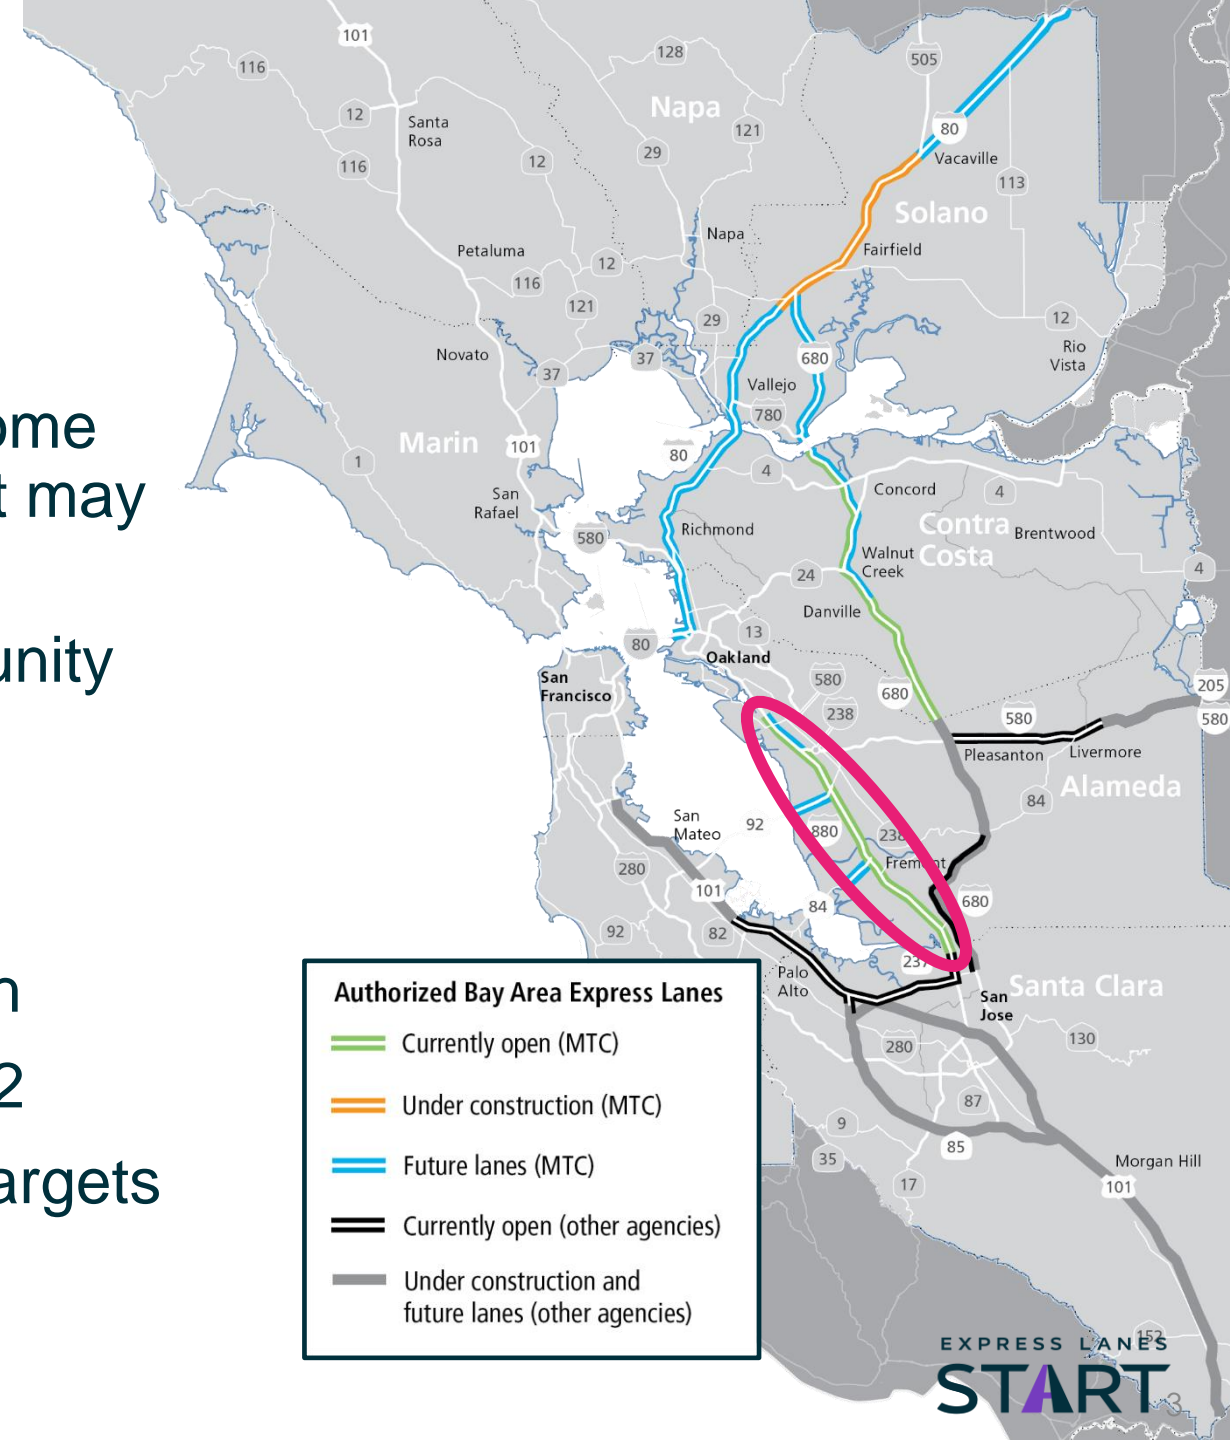 ome
t may
unity
n
2
argets
101
116
128
505
Napa
12
Santa
Rosa
121
80
116
12
29
Vacaville
113
Solano
Napa
Petaluma
12
Fairfield
116
121
29
12
Novato
37
37
680
Rio
Vista
Vallejo
780
Marin
101
80
1
4
Concord
4
San
Rafael
Contra
Costa
Brentwood
Richmond
580
Walnut
Creek
24
4
Danville
13
80
Oakland
San
Francisco
580
680
205
238
580
580
Pleasanton
Livermore
Alameda
84
San
Mateo
92
880
238
Fremont
280
101
680
84
92
82
237
Palo
Alto
Santa Clara
San
Jose
280
130
87
9
85
35
17
Morgan Hill
101
152
Authorized Bay Area Express Lanes
Currently open (MTC)
Under construction (MTC)
Future lanes (MTC)
Currently open (other agencies)
Under construction and
future lanes (other agencies)
EXPRESS LANES
START
3